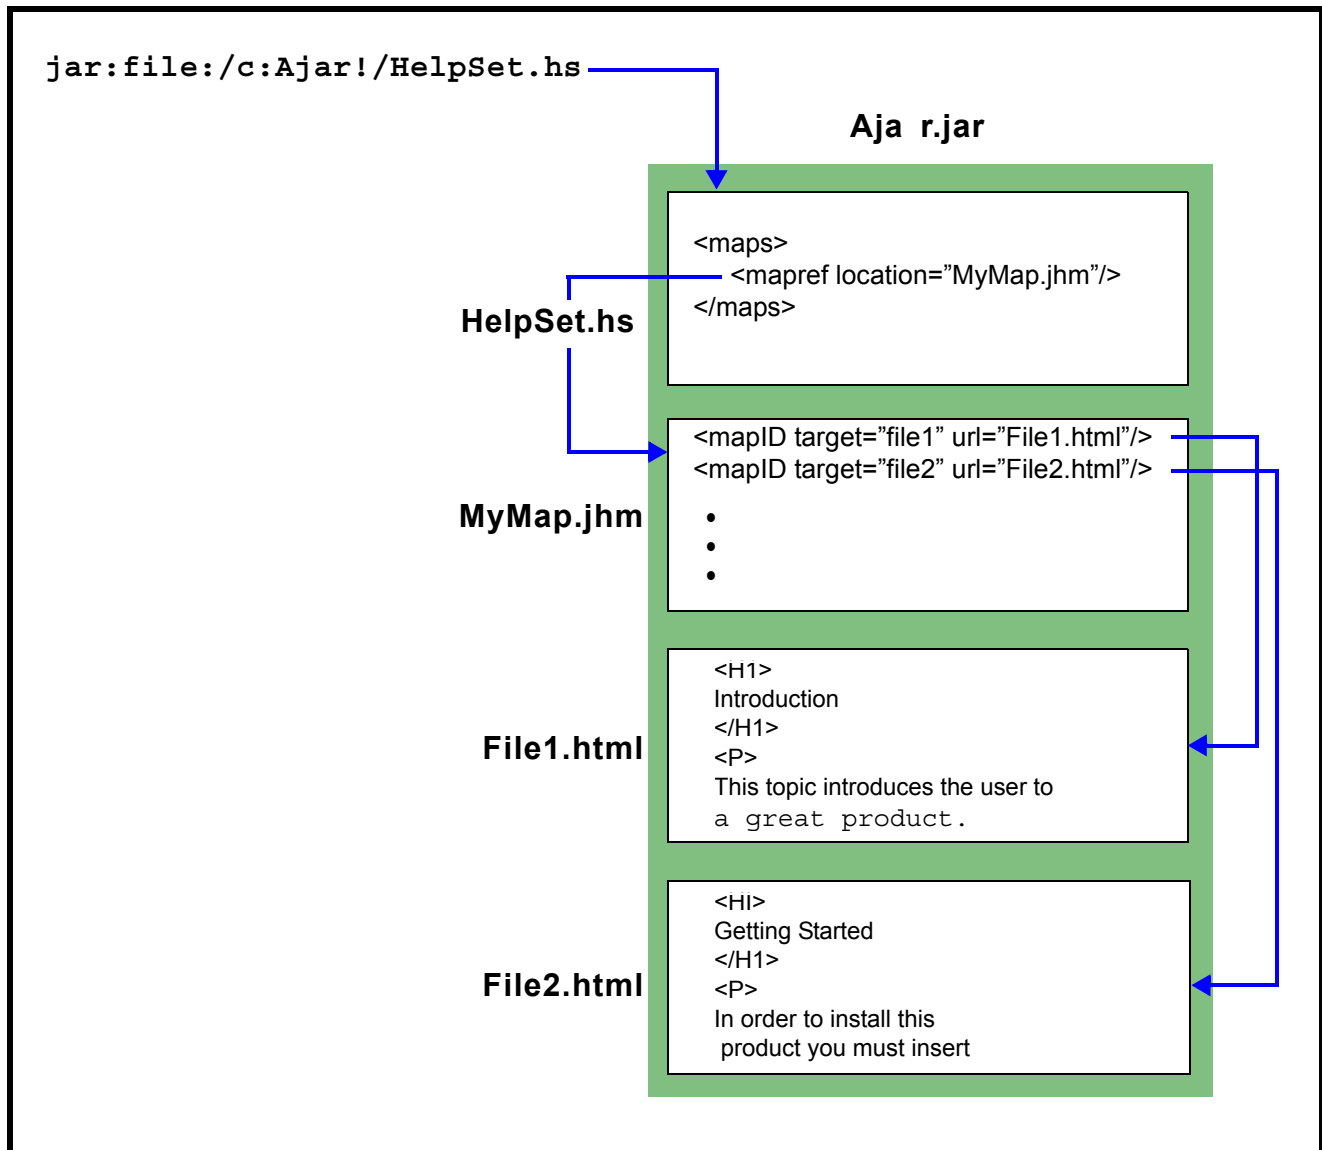 jar:file:/c:Ajar!/HelpSet.hs
Aja r.jar
<maps>
<mapref location=”MyMap.jhm”/>
</maps>
HelpSet.hs
<mapID target=”file1” url=”File1.html”/>
<mapID target=”file2” url=”File2.html”/>
•
•
•
MyMap.jhm
<H1>
Introduction
</H1>
<P>
This topic introduces the user to
a great product.
File1.html
<HI>
Getting Started
</H1>
<P>
In order to install this
product you must insert
File2.html